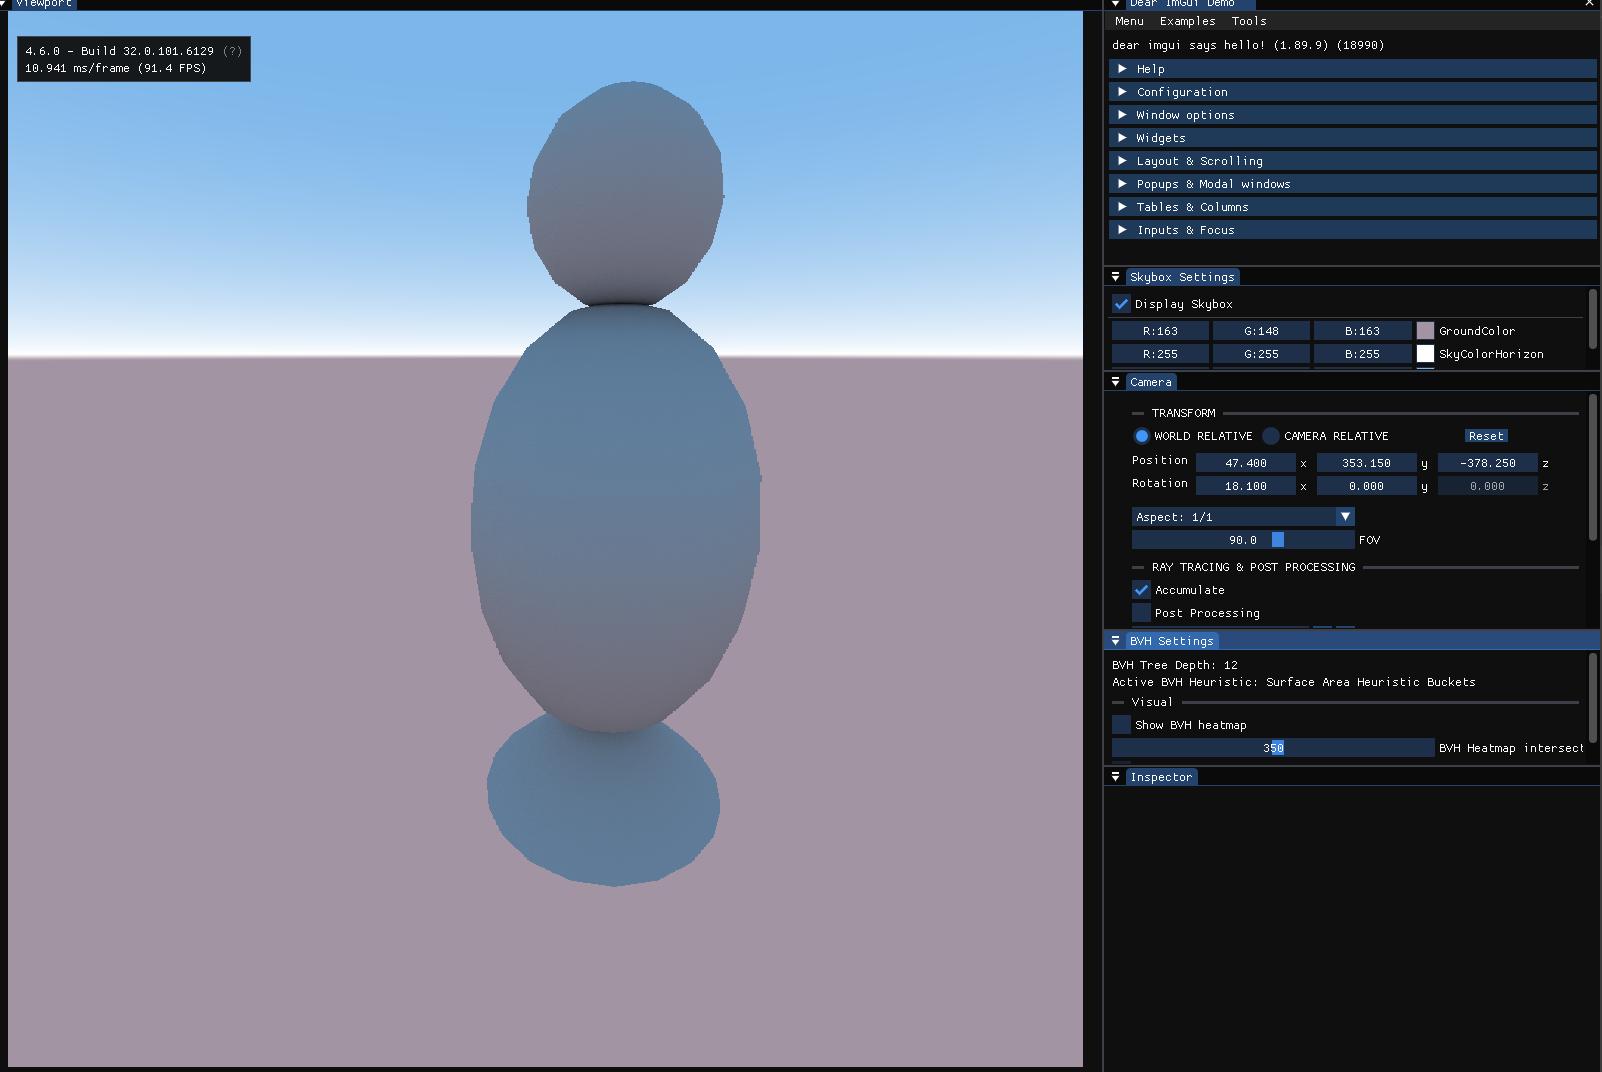 Viewport
4.6.0 - Build 32.0.101.6129 (?)
10.941 ms/frame (91.4 FPS)
Dear ImGui Demo
Menu Examples Tools
dear imgui says hello! (1.89.9) (18990)
Help
Configuration
Window options
Widgets
Layout & Scrolling
Popups & Modal windows
Tables & Columns
Inputs & Focus
Skybox Settings
Display Skybox
R:163 G:148 B:163 GroundColor
R:255 G:255 B:255 SkyColorHorizon
Camera
TRANSFORM
WORLD RELATIVE CAMERA RELATIVE Reset
Position 47.400 x 353.150 y -378.250 z
Rotation 18.100 x 0.000 y 0.000 z
Aspect: 1/1
90.0 FOV
RAY TRACING & POST PROCESSING
Accumulate
Post Processing
BVH Settings
BVH Tree Depth: 12
Active BVH Heuristic: Surface Area Heuristic Buckets
Visual
Show BVH heatmap
350 BVH Heatmap intersect
Inspector